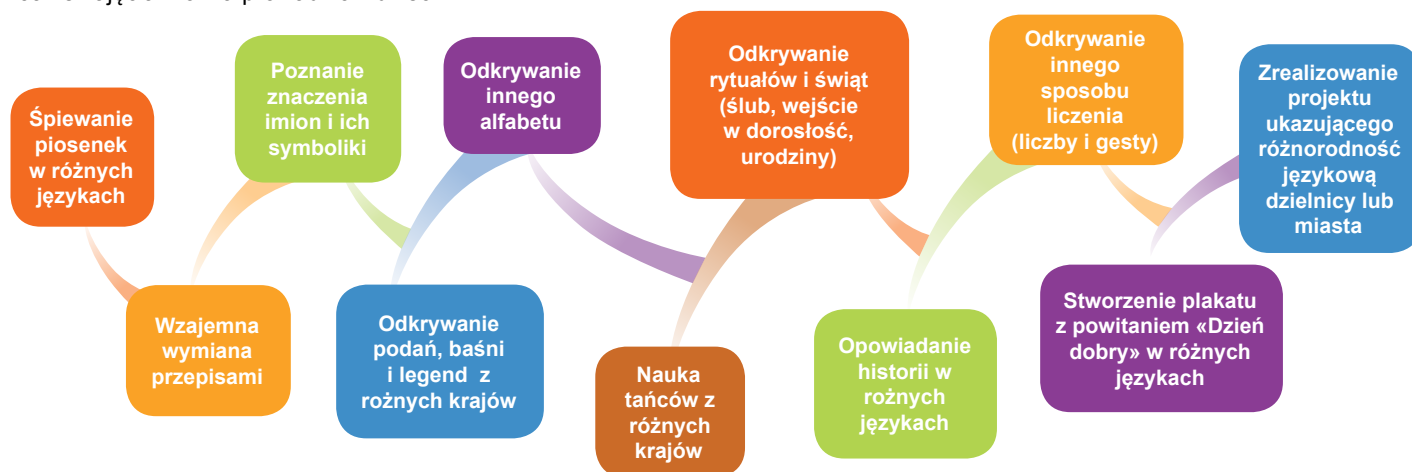 Śpiewanie
piosenek
w różnych
językach
Wzajemna
wymiana
przepisami
Poznanie
znaczenia
imion i ich
symboliki
Odkrywanie
podań, baśni
i legend z
rożnych krajów
Odkrywanie
innego
alfabetu
Nauka
tańców z
różnych
krajów
Odkrywanie
rytuałów i świąt
(ślub, wejście
w dorosłość,
urodziny)
Opowiadanie
historii w
rożnych
językach
Odkrywanie
innego
sposobu
liczenia
(liczby i gesty)
Stworzenie plakatu
z powitaniem «Dzień
dobry» w różnych
językach
Zrealizowanie
projektu
ukazującego
różnorodność
językową
dzielnicy lub
miasta